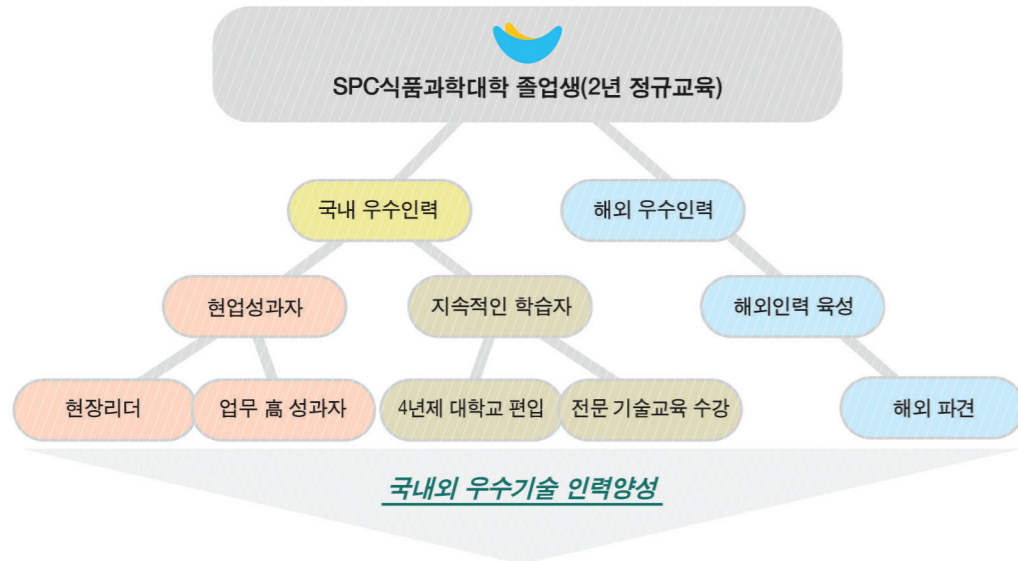 SPC식품과학대학 졸업생(2년 정규교육)
국내 우수인력
해외 우수인력
현업성과자
지속적인 학습자
해외인력 육성
현장리더
업무 高 성과자
4년제 대학교 편입
전문 기술교육 수강
해외 파견
국내외 우수기술 인력양성